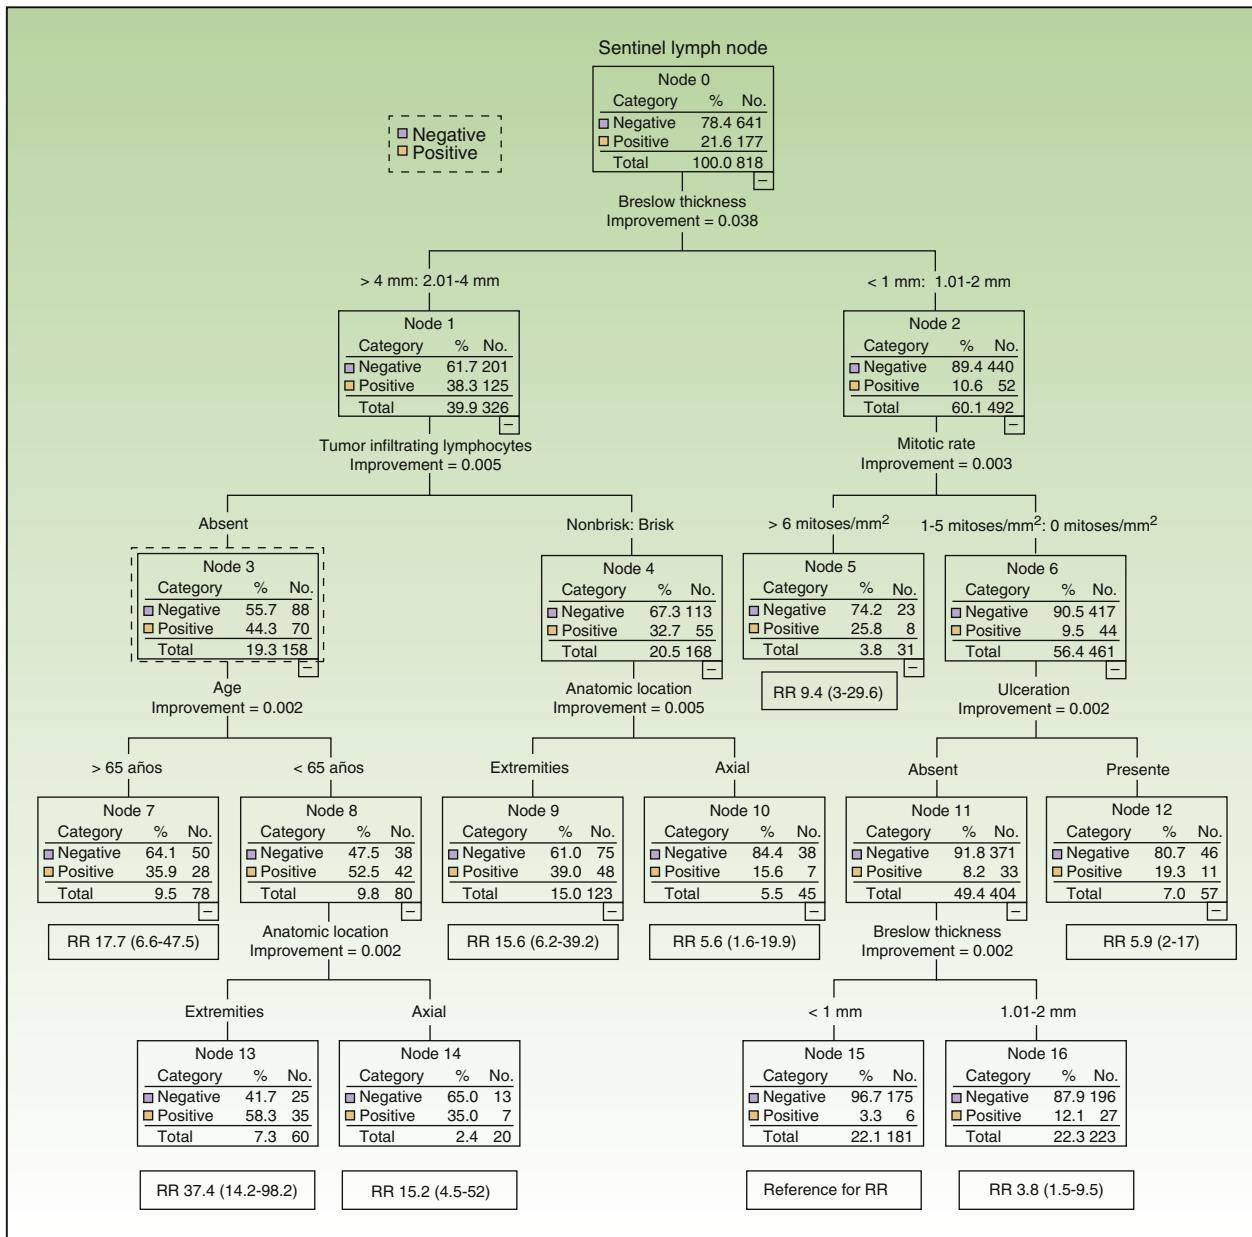 Sentinel lymph node
Node 0
Category % No.
Negative 78.4 641
Positive 21.6 177
Total 100.0 818
−
Negative
Positive
Breslow thickness
Improvement = 0.038
> 4 mm: 2.01-4 mm
Node 1
Category % No.
Negative 61.7 201
Positive 38.3 125
Total 39.9 326
−
Tumor infiltrating lymphocytes
Improvement = 0.005
< 1 mm: 1.01-2 mm
Node 2
Category % No.
Negative 89.4 440
Positive 10.6 52
Total 60.1 492
−
Mitotic rate
Improvement = 0.003
Absent
Node 3
Category % No.
Negative 55.7 88
Positive 44.3 70
Total 19.3 158
−
Age
Improvement = 0.002
Nonbrisk: Brisk
Node 4
Category % No.
Negative 67.3 113
Positive 32.7 55
Total 20.5 168
−
Anatomic location
Improvement = 0.005
> 6 mitoses/mm²
Node 5
Category % No.
Negative 74.2 23
Positive 25.8 8
Total 3.8 31
−
RR 9.4 (3-29.6)
1-5 mitoses/mm²: 0 mitoses/mm²
Node 6
Category % No.
Negative 90.5 417
Positive 9.5 44
Total 56.4 461
−
Ulceration
Improvement = 0.002
> 65 años
Node 7
Category % No.
Negative 64.1 50
Positive 35.9 28
Total 9.5 78
−
RR 17.7 (6.6-47.5)
< 65 años
Node 8
Category % No.
Negative 47.5 38
Positive 52.5 42
Total 9.8 80
−
Anatomic location
Improvement = 0.002
Extremities
Node 9
Category % No.
Negative 61.0 75
Positive 39.0 48
Total 15.0 123
−
RR 15.6 (6.2-39.2)
Axial
Node 10
Category % No.
Negative 84.4 38
Positive 15.6 7
Total 5.5 45
−
RR 5.6 (1.6-19.9)
Absent
Node 11
Category % No.
Negative 91.8 371
Positive 8.2 33
Total 49.4 404
−
Breslow thickness
Improvement = 0.002
Presente
Node 12
Category % No.
Negative 80.7 46
Positive 19.3 11
Total 7.0 57
−
RR 5.9 (2-17)
Extremities
Node 13
Category % No.
Negative 41.7 25
Positive 58.3 35
Total 7.3 60
RR 37.4 (14.2-98.2)
Axial
Node 14
Category % No.
Negative 65.0 13
Positive 35.0 7
Total 2.4 20
RR 15.2 (4.5-52)
< 1 mm
Node 15
Category % No.
Negative 96.7 175
Positive 3.3 6
Total 22.1 181
Reference for RR
1.01-2 mm
Node 16
Category % No.
Negative 87.9 196
Positive 12.1 27
Total 22.3 223
RR 3.8 (1.5-9.5)